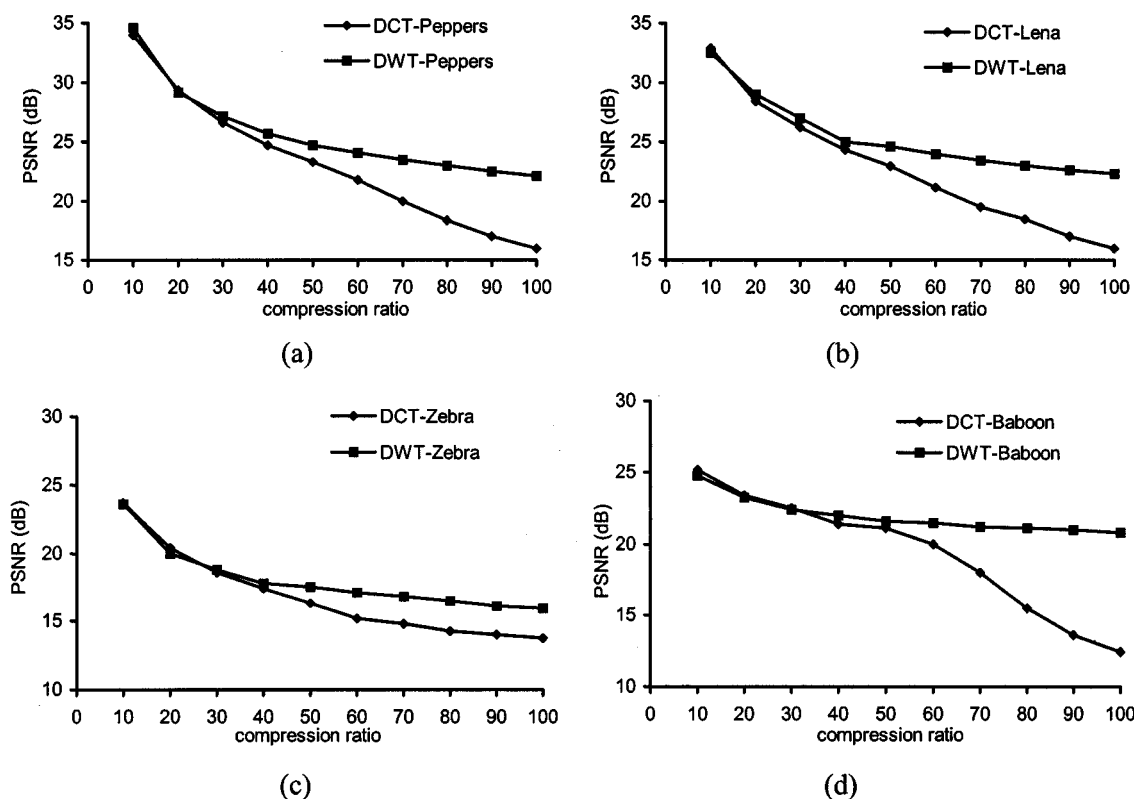 DCT-Peppers
DWT-Peppers
PSNR (dB)
35
30
25
20
15
0 10 20 30 40 50 60 70 80 90 100
compression ratio
(a)
DCT-Lena
DWT-Lena
PSNR (dB)
35
30
25
20
15
0 10 20 30 40 50 60 70 80 90 100
compression ratio
(b)
DCT-Zebra
DWT-Zebra
PSNR (dB)
30
25
20
15
10
0 10 20 30 40 50 60 70 80 90 100
compression ratio
(c)
DCT-Baboon
DWT-Baboon
PSNR (dB)
30
25
20
15
10
0 10 20 30 40 50 60 70 80 90 100
compression ratio
(d)